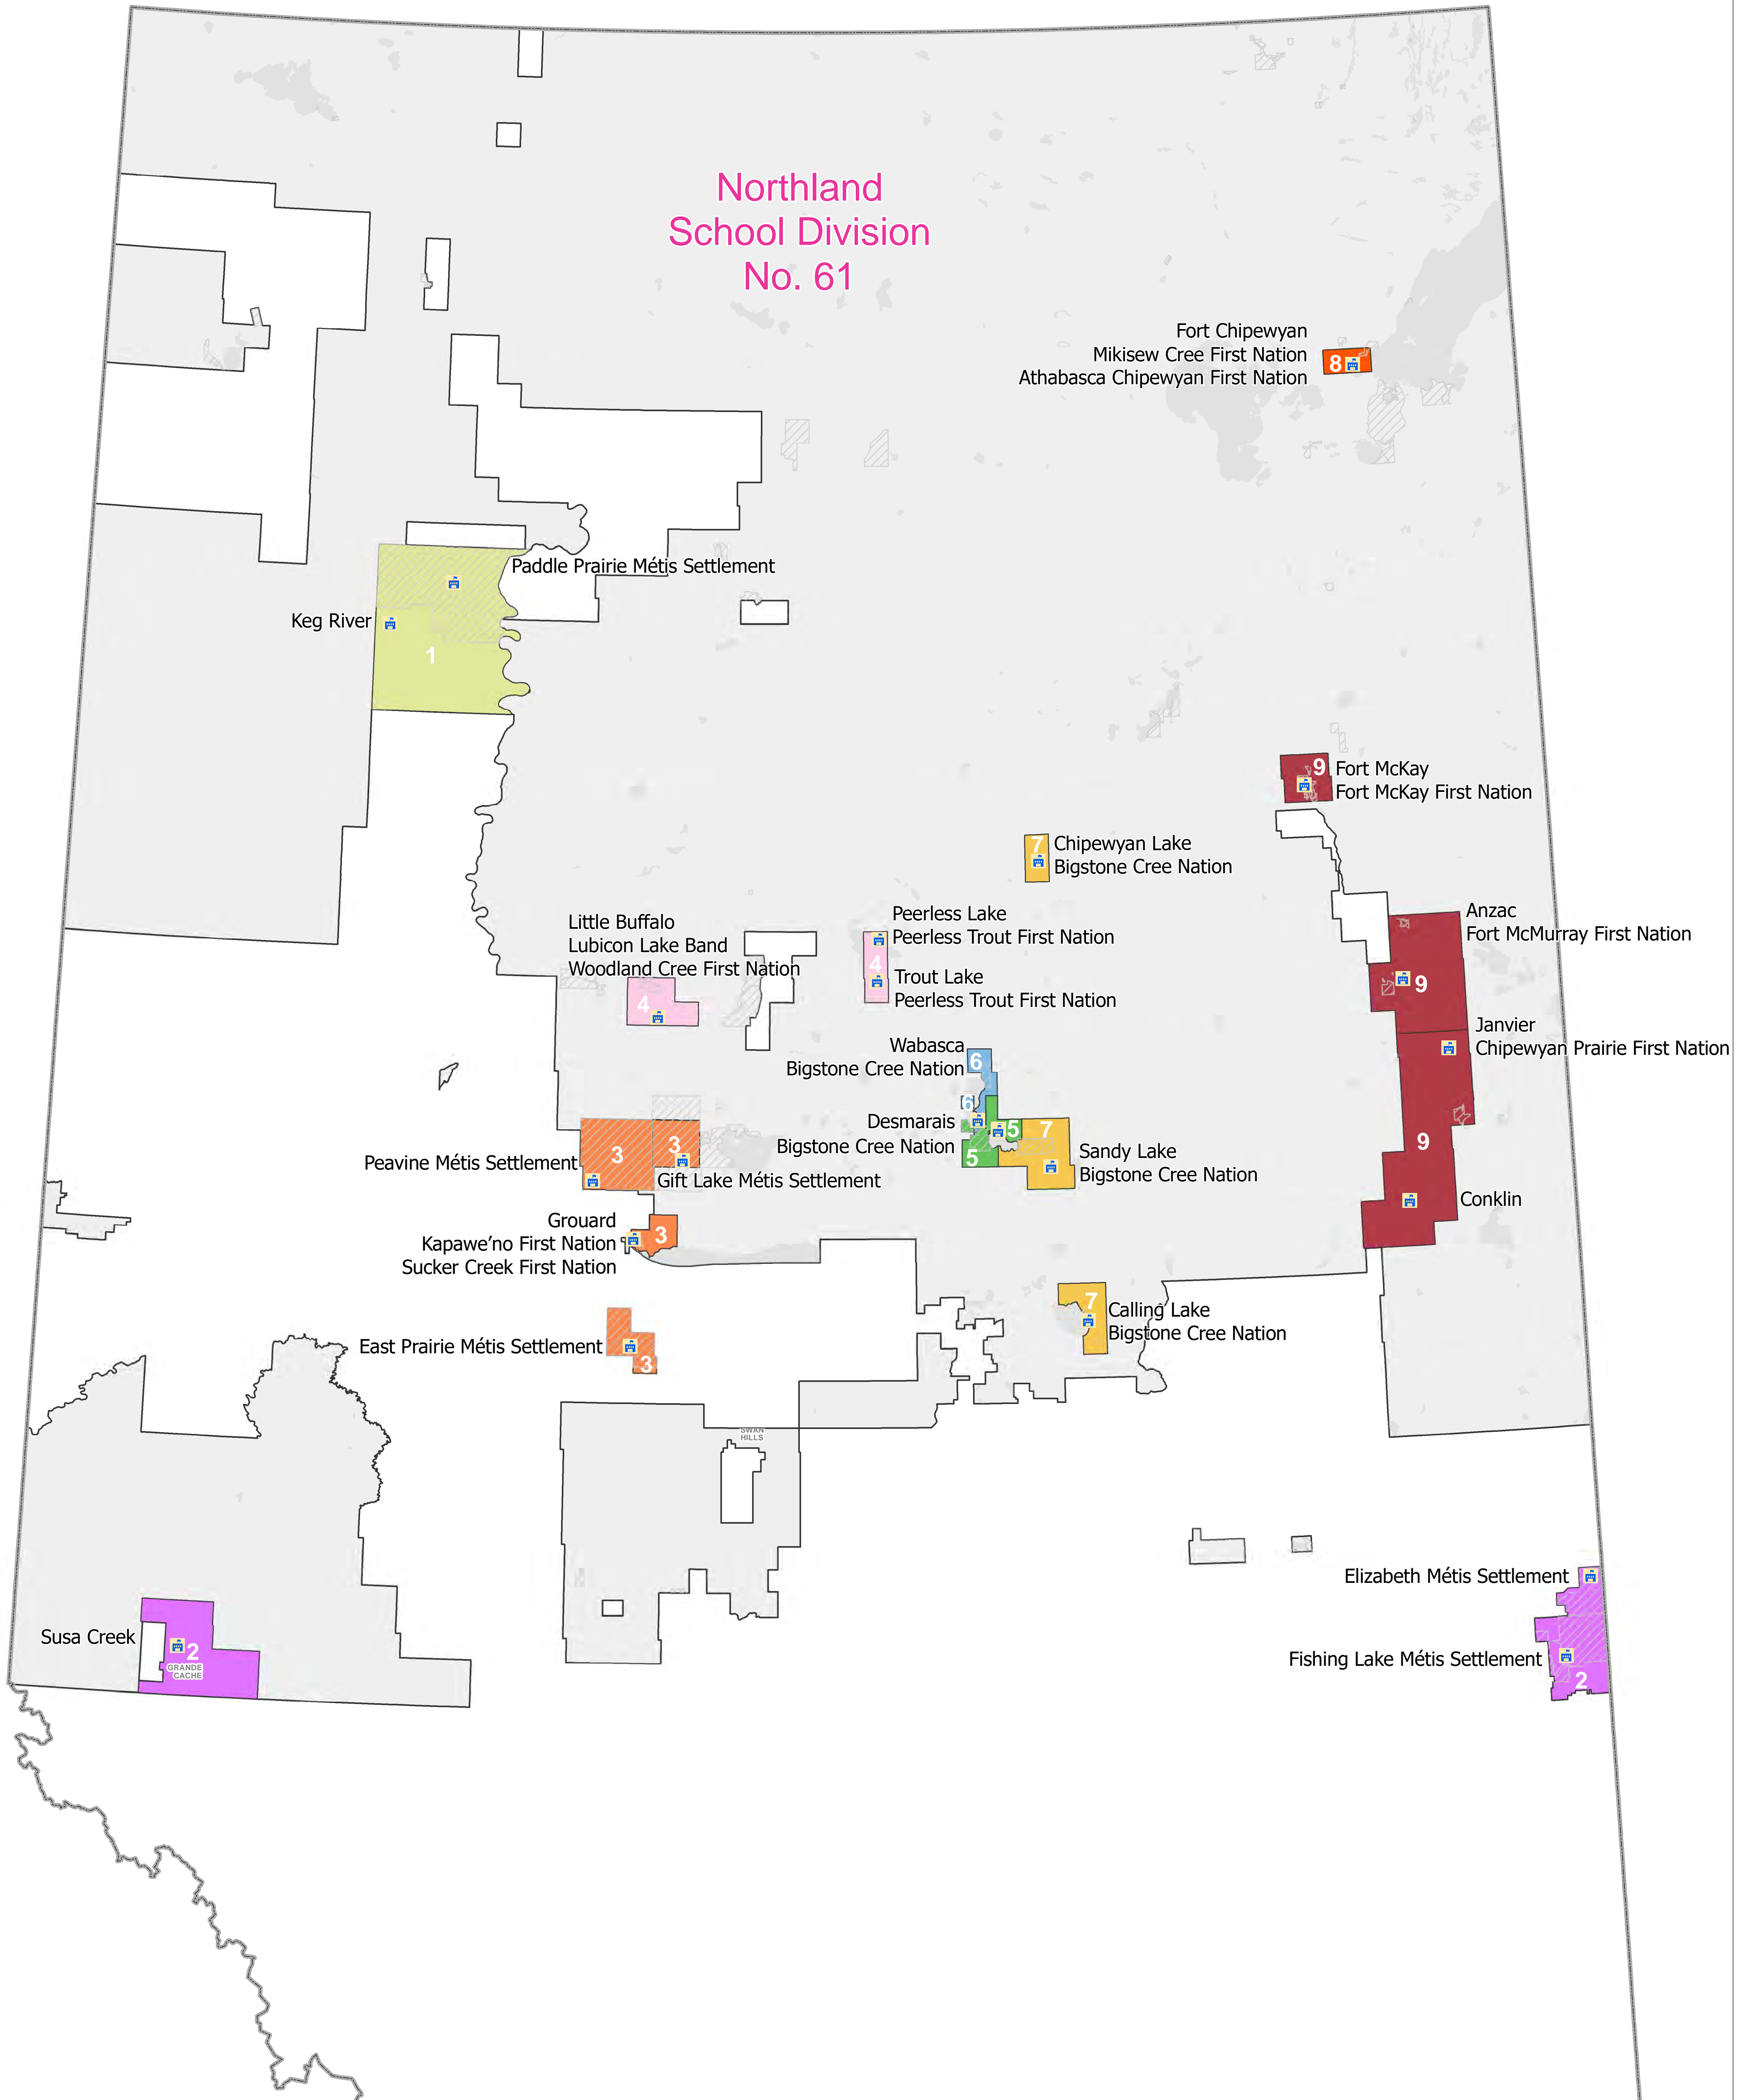 Northland
School Division
No. 61
Fort Chipewyan
Mikisew Cree First Nation
Athabasca Chipewyan First Nation
8
Paddle Prairie Métis Settlement
Keg River
1
9
Fort McKay
Fort McKay First Nation
7
Chipewyan Lake
Bigstone Cree Nation
Peerless Lake
Peerless Trout First Nation
4
Trout Lake
Peerless Trout First Nation
Little Buffalo
Lubicon Lake Band
Woodland Cree First Nation
4
Anzac
Fort McMurray First Nation
9
Janvier
Chipewyan Prairie First Nation
9
Conklin
Wabasca
Bigstone Cree Nation
6
6
Desmarais
Bigstone Cree Nation
5
5
7
Sandy Lake
Bigstone Cree Nation
3
3
Peavine Métis Settlement
Gift Lake Métis Settlement
Grouard
Kapawe’no First Nation
Sucker Creek First Nation
3
7
Calling Lake
Bigstone Cree Nation
East Prairie Métis Settlement
3
SWAN
HILLS
Elizabeth Métis Settlement
Fishing Lake Métis Settlement
2
Susa Creek
2
GRANDE
CACHE